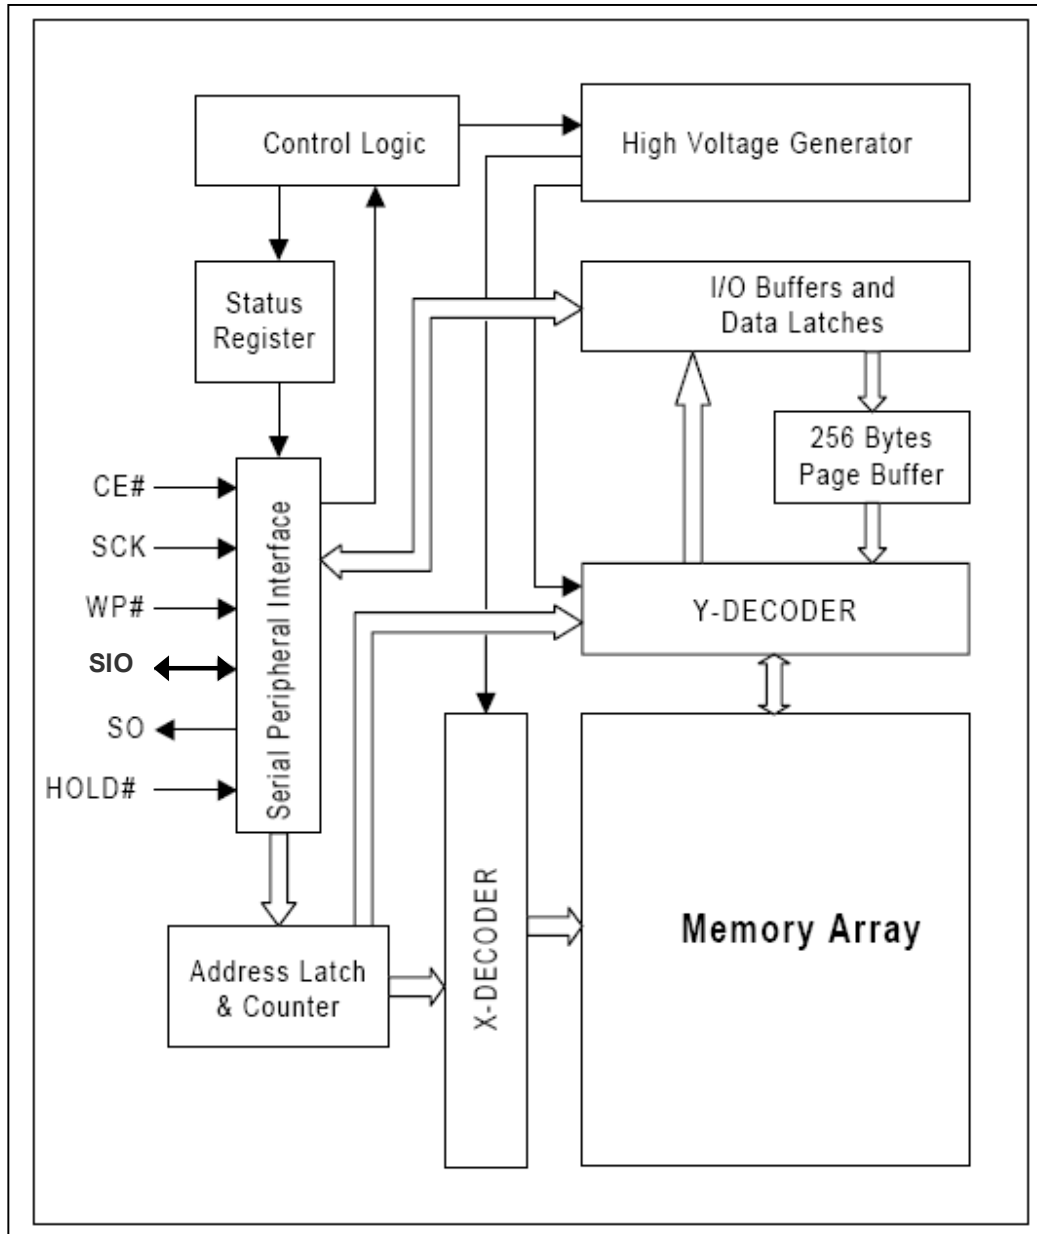 Control Logic
High Voltage Generator
Status
Register
I/O Buffers and
Data Latches
256 Bytes
Page Buffer
CE#
SCK
WP#
SIO
SO
HOLD#
Serial Peripheral Interface
Y-DECODER
X-DECODER
Memory Array
Address Latch
& Counter